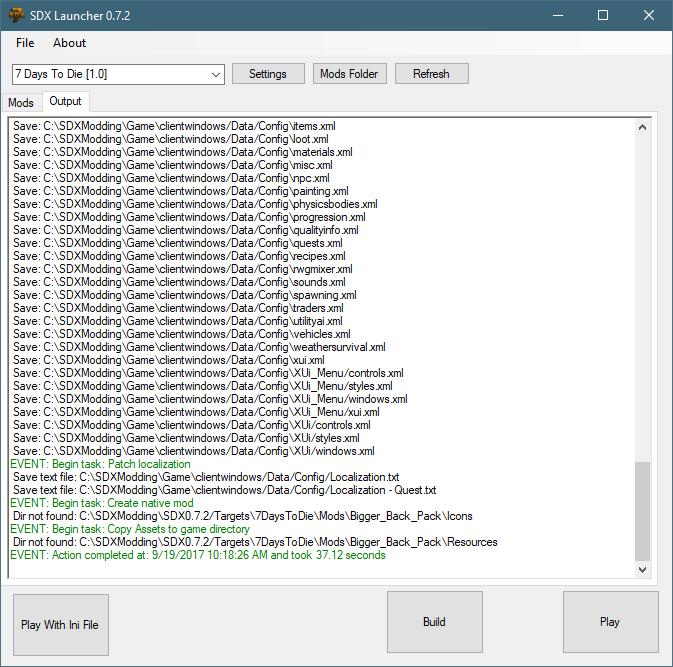 SDX Launcher 0.7.2
File About
7 Days To Die [1.0] Settings Mods Folder Refresh
Mods Output
Save: C:\SDXModding\Game\clientwindows/Data/Config\items.xml
Save: C:\SDXModding\Game\clientwindows/Data/Config\loot.xml
Save: C:\SDXModding\Game\clientwindows/Data/Config\materials.xml
Save: C:\SDXModding\Game\clientwindows/Data/Config\misc.xml
Save: C:\SDXModding\Game\clientwindows/Data/Config\npc.xml
Save: C:\SDXModding\Game\clientwindows/Data/Config\painting.xml
Save: C:\SDXModding\Game\clientwindows/Data/Config\physicsbodies.xml
Save: C:\SDXModding\Game\clientwindows/Data/Config\progression.xml
Save: C:\SDXModding\Game\clientwindows/Data/Config\qualityinfo.xml
Save: C:\SDXModding\Game\clientwindows/Data/Config\quests.xml
Save: C:\SDXModding\Game\clientwindows/Data/Config\recipes.xml
Save: C:\SDXModding\Game\clientwindows/Data/Config\rwgmixer.xml
Save: C:\SDXModding\Game\clientwindows/Data/Config\sounds.xml
Save: C:\SDXModding\Game\clientwindows/Data/Config\spawning.xml
Save: C:\SDXModding\Game\clientwindows/Data/Config\traders.xml
Save: C:\SDXModding\Game\clientwindows/Data/Config\utilityai.xml
Save: C:\SDXModding\Game\clientwindows/Data/Config\vehicles.xml
Save: C:\SDXModding\Game\clientwindows/Data/Config\weathersurvival.xml
Save: C:\SDXModding\Game\clientwindows/Data/Config\xui.xml
Save: C:\SDXModding\Game\clientwindows/Data/Config\XUi_Menu/controls.xml
Save: C:\SDXModding\Game\clientwindows/Data/Config\XUi_Menu/styles.xml
Save: C:\SDXModding\Game\clientwindows/Data/Config\XUi_Menu/windows.xml
Save: C:\SDXModding\Game\clientwindows/Data/Config\XUi_Menu/xui.xml
Save: C:\SDXModding\Game\clientwindows/Data/Config\XUi/controls.xml
Save: C:\SDXModding\Game\clientwindows/Data/Config\XUi/styles.xml
Save: C:\SDXModding\Game\clientwindows/Data/Config\XUi/windows.xml
EVENT: Begin task: Patch localization
Save text file: C:\SDXModding\Game\clientwindows/Data/Config/Localization.txt
Save text file: C:\SDXModding\Game\clientwindows/Data/Config/Localization - Quest.txt
EVENT: Begin task: Create native mod
Dir not found: C:\SDXModding\SDX0.7.2/Targets\7DaysToDie\Mods\Bigger_Back_Pack\Icons
EVENT: Begin task: Copy Assets to game directory
Dir not found: C:\SDXModding\SDX0.7.2/Targets\7DaysToDie\Mods\Bigger_Back_Pack\Resources
EVENT: Action completed at: 9/19/2017 10:18:26 AM and took 37.12 seconds
Play With Ini File Build Play